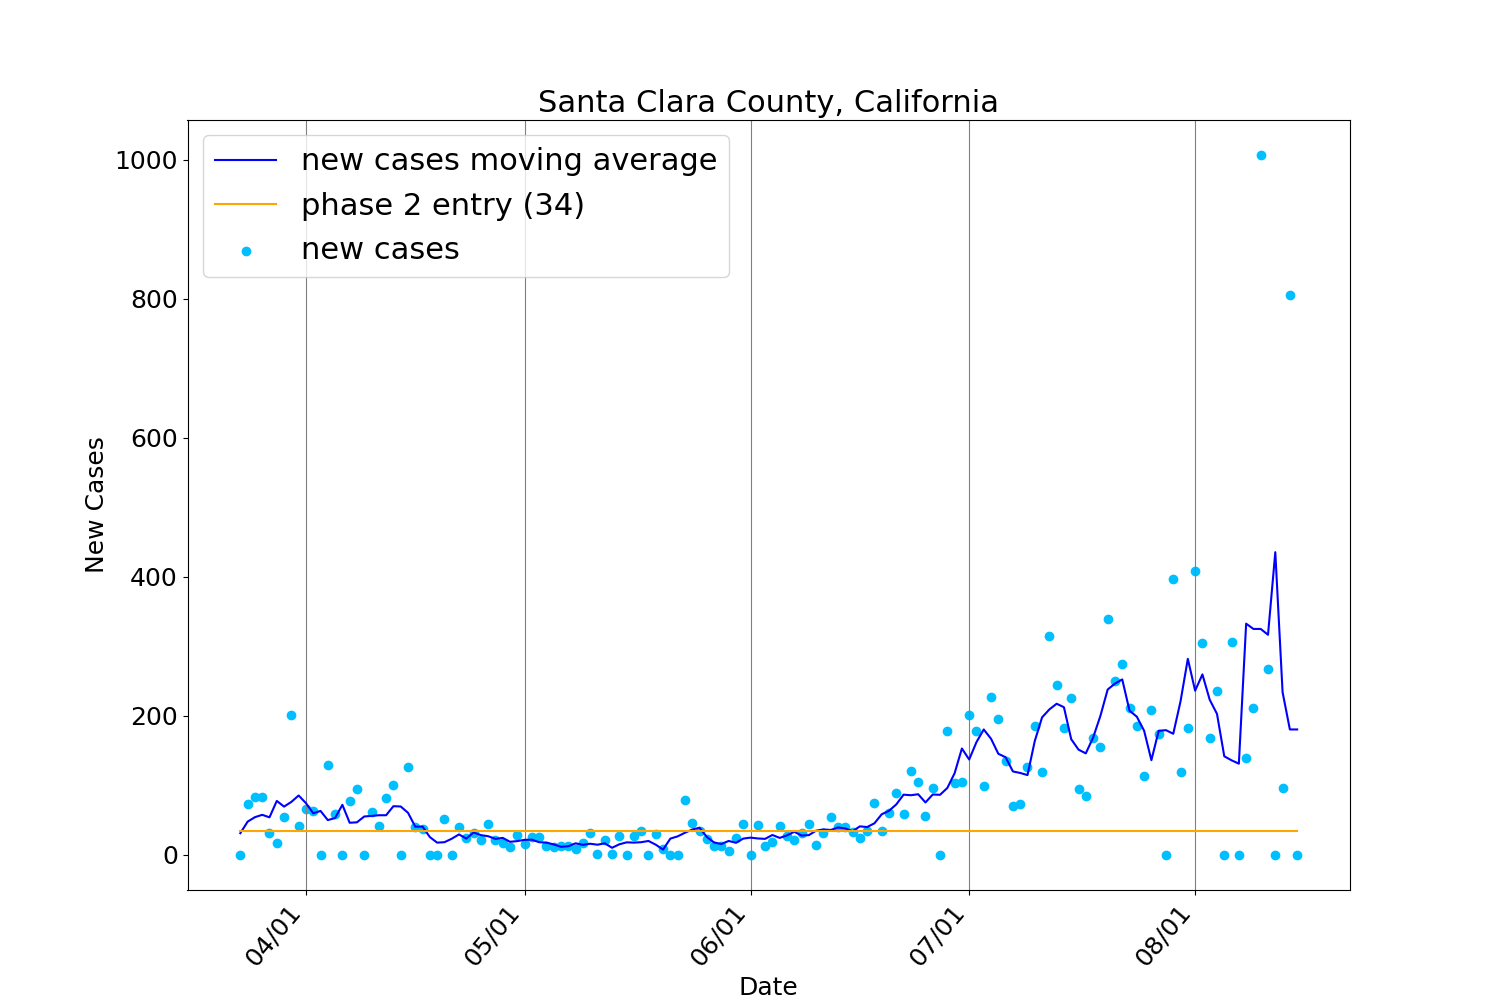 Santa Clara County, California
new cases moving average
phase 2 entry (34)
new cases
1000
800
600
400
200
0
New Cases
04/01
05/01
06/01
07/01
08/01
Date